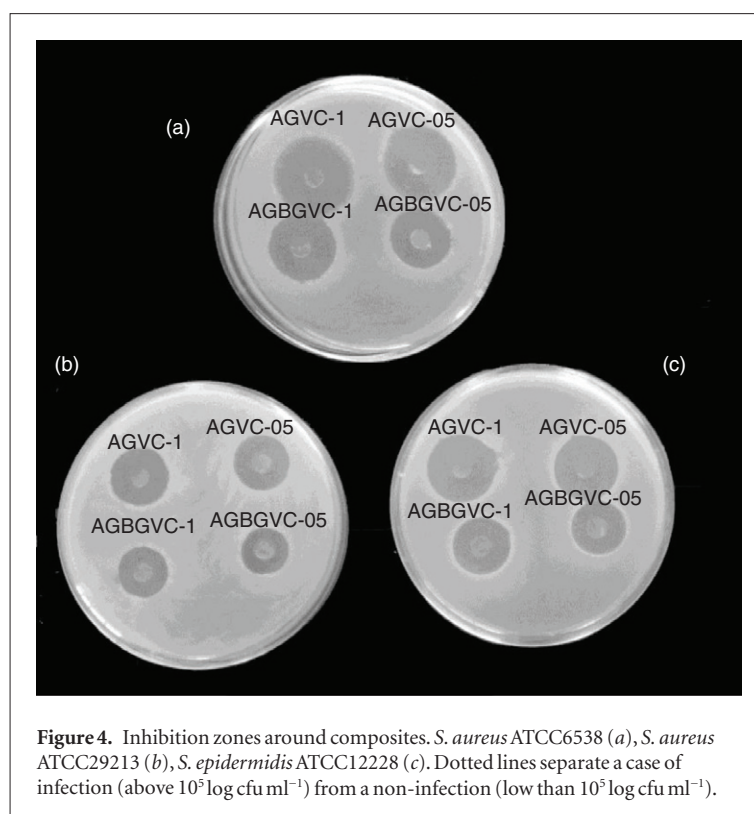 (a)
AGVC-1
AGVC-05
AGBGVC-1
AGBGVC-05
(b)
AGVC-1
AGVC-05
AGBGVC-1
AGBGVC-05
(c)
AGVC-1
AGVC-05
AGBGVC-1
AGBGVC-05
Figure 4. Inhibition zones around composites. S. aureus ATCC6538 (a), S. aureus
ATCC29213 (b), S. epidermidis ATCC12228 (c). Dotted lines separate a case of
infection (above 10⁵ log cfu ml⁻¹) from a non-infection (low than 10⁵ log cfu ml⁻¹).